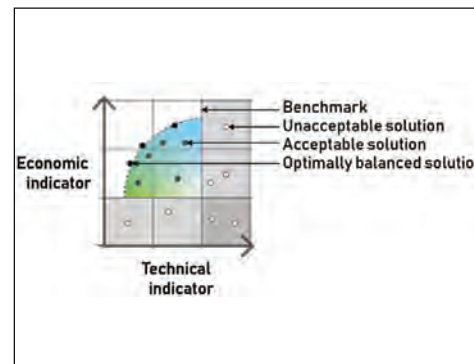 Benchmark
Unacceptable solution
Acceptable solution
Optimally balanced solutio
Economic
indicator
Technical
indicator